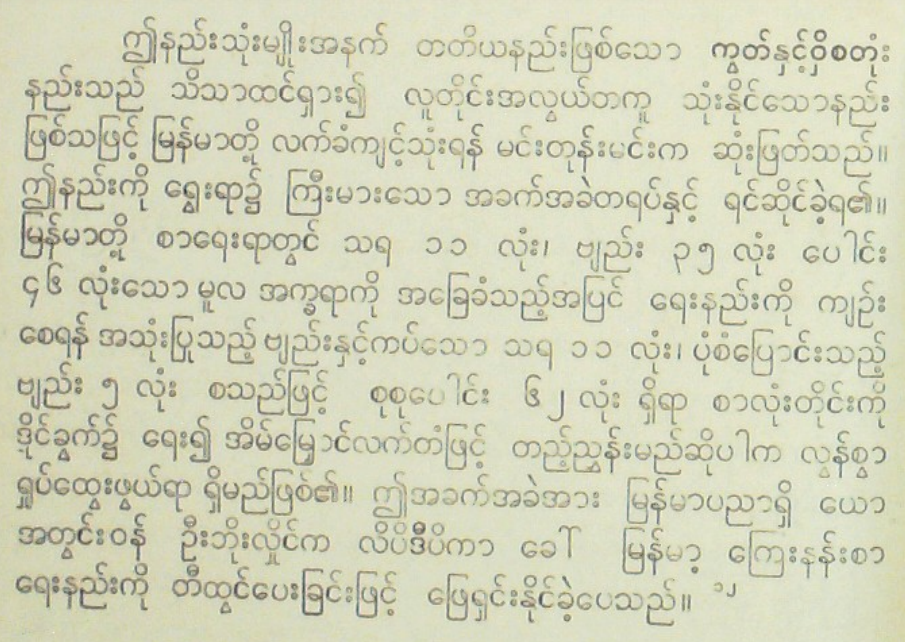 ဤနည်းသုံးမျိုးအနက် တတိယနည်းဖြစ်သော ကွတ်နှင့်ဝှိစတုံး
နည်းသည် သိသာထင်ရှား၍ လူတိုင်းအလွယ်တကူ သုံးနိုင်သောနည်း
ဖြစ်သဖြင့် မြန်မာတို့ လက်ခံကျင့်သုံးရန် မင်းတုန်းမင်းက ဆုံးဖြတ်သည်။
ဤနည်းကို ရွေးရာ၌ ကြီးမားသော အခက်အခဲတရပ်နှင့် ရင်ဆိုင်ခဲ့ရ၏။
မြန်မာတို့ စာရေးရာတွင် သရ ၁၁ လုံး၊ ဗျည်း ၃၅ လုံး ပေါင်း
၄၆ လုံးသော မူလ အက္ခရာကို အခြေခံသည့်အပြင် ရေးနည်းကို ကျဉ်း
စေရန် အသုံးပြုသည့် ဗျည်းနှင့်ကပ်သော သရ ၁၁ လုံး၊ ပုံစံပြောင်းသည့်
ဗျည်း ၅ လုံး စသည်ဖြင့် စုစုပေါင်း ၆၂ လုံး ရှိရာ စာလုံးတိုင်းကို
ဒိုင်ခွက်၌ ရေး၍ အိမ်မြှောင်လက်တံဖြင့် တည့်ညွှန်းမည်ဆိုပါက လွန်စွာ
ရှုပ်ထွေးဖွယ်ရာ ရှိမည်ဖြစ်၏။ ဤအခက်အခဲအား မြန်မာပညာရှိ ယော
အတွင်းဝန် ဦးဘိုးလှိုင်က လိပိဒီပိကာ ခေါ် မြန်မာ့ ကြေးနန်းစာ
ရေးနည်းကို တီထွင်ပေးခြင်းဖြင့် ဖြေရှင်းနိုင်ခဲ့ပေသည်။ ၁၂